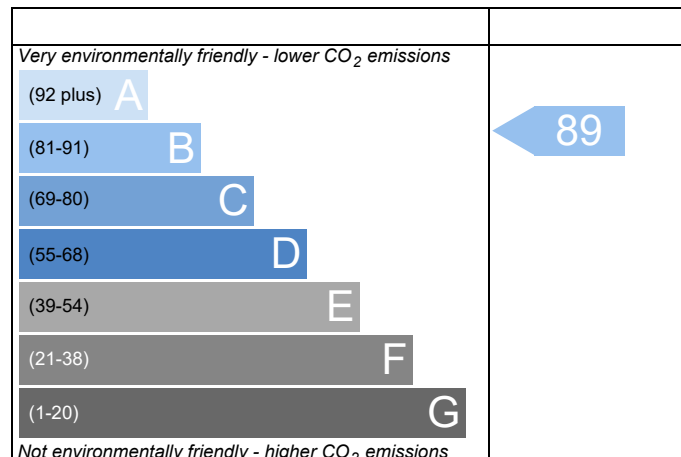 Very environmentally friendly - lower CO2 emissions
(92 plus) A
(81-91) B
89
(69-80) C
(55-68) D
(39-54) E
(21-38) F
(1-20) G
Not environmentally friendly - higher CO2 emissions